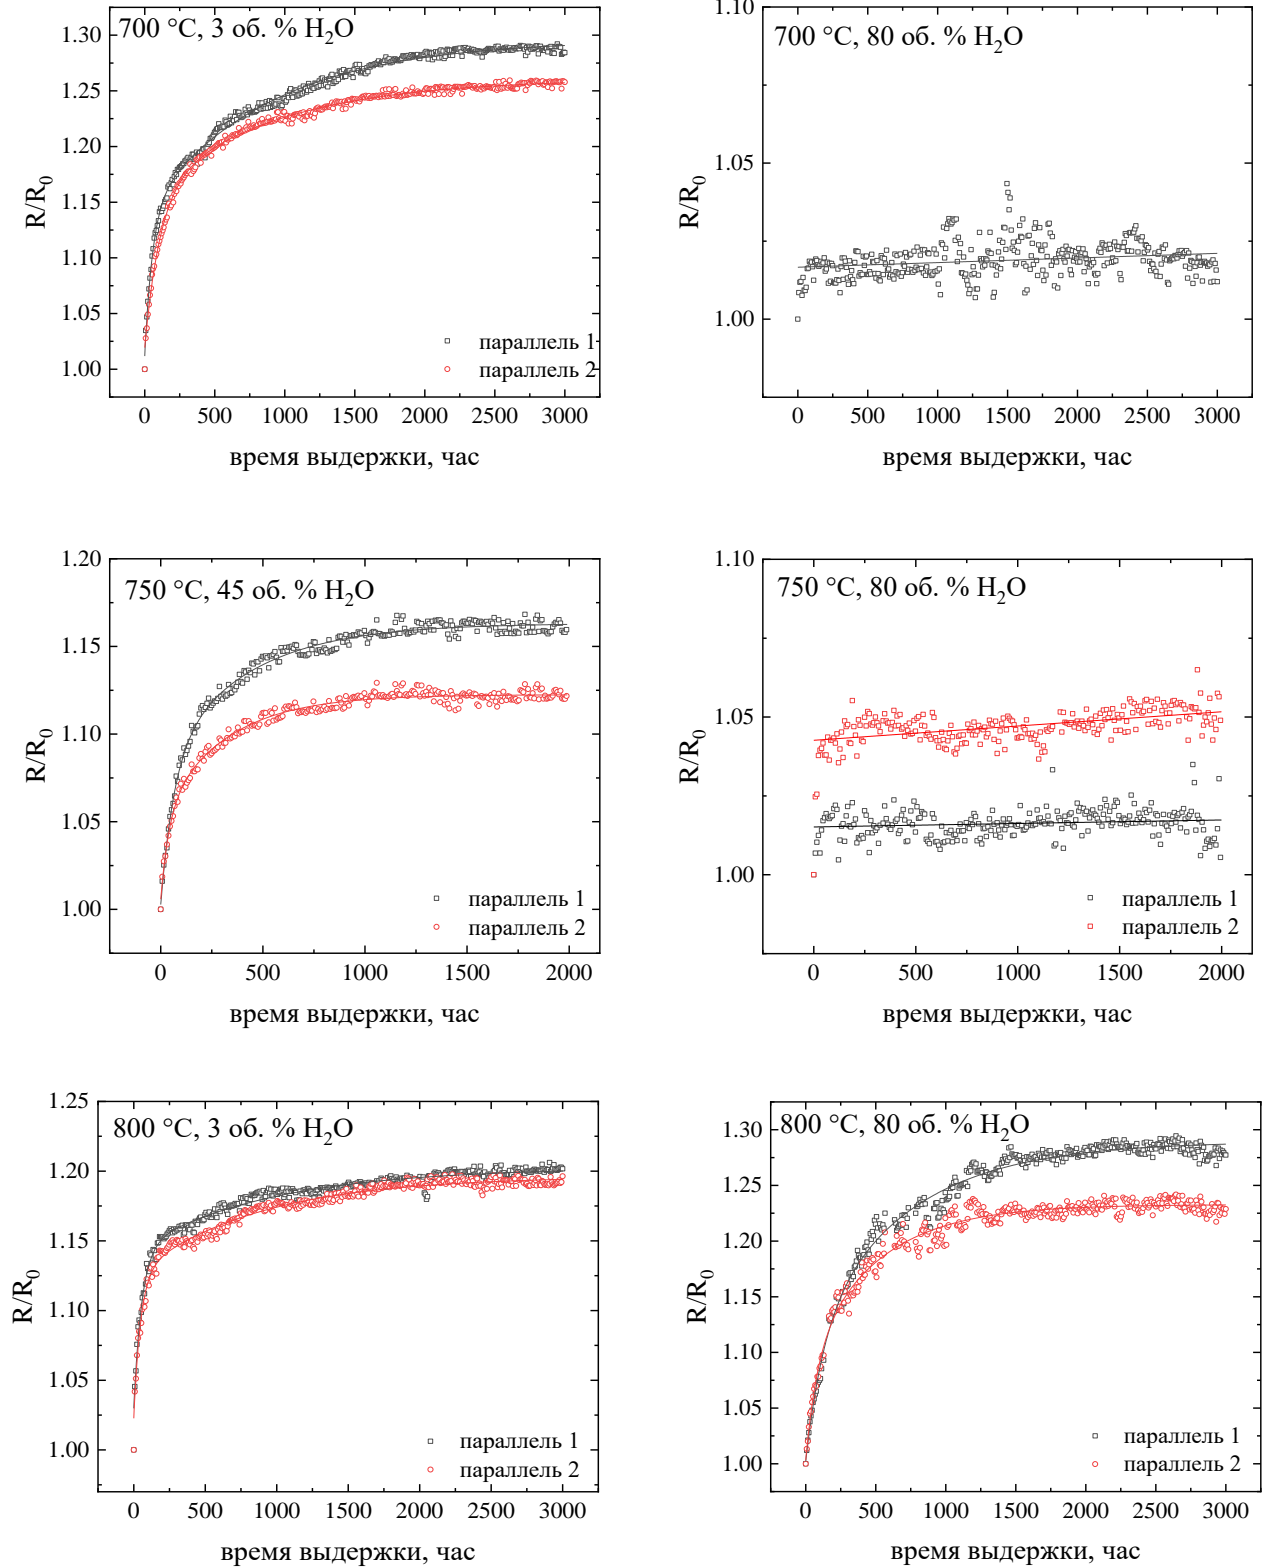 700 °C, 3 об. % H₂O
1.30
1.25
1.20
1.15
1.10
1.05
1.00
R/R₀
параллель 1
параллель 2
0 500 1000 1500 2000 2500 3000
время выдержки, час
700 °C, 80 об. % H₂O
1.10
1.05
1.00
R/R₀
0 500 1000 1500 2000 2500 3000
время выдержки, час
750 °C, 45 об. % H₂O
1.20
1.15
1.10
1.05
1.00
R/R₀
параллель 1
параллель 2
0 500 1000 1500 2000
время выдержки, час
750 °C, 80 об. % H₂O
1.10
1.05
1.00
R/R₀
параллель 1
параллель 2
0 500 1000 1500 2000
время выдержки, час
800 °C, 3 об. % H₂O
1.25
1.20
1.15
1.10
1.05
1.00
R/R₀
параллель 1
параллель 2
0 500 1000 1500 2000 2500 3000
время выдержки, час
800 °C, 80 об. % H₂O
1.30
1.25
1.20
1.15
1.10
1.05
1.00
R/R₀
параллель 1
параллель 2
0 500 1000 1500 2000 2500 3000
время выдержки, час